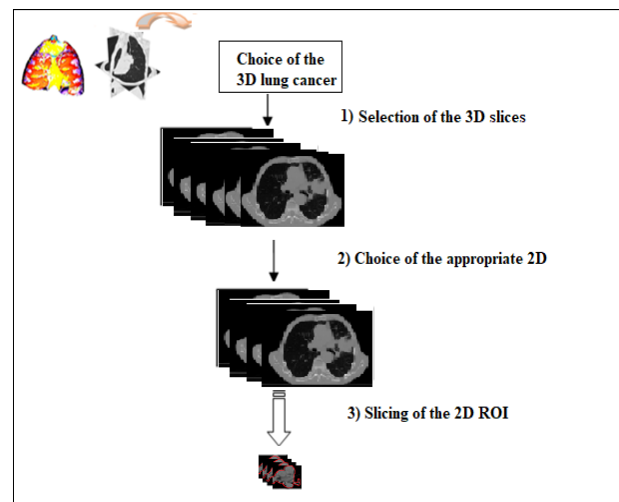 Choice of the
3D lung cancer
1) Selection of the 3D slices
2) Choice of the appropriate 2D
3) Slicing of the 2D ROI